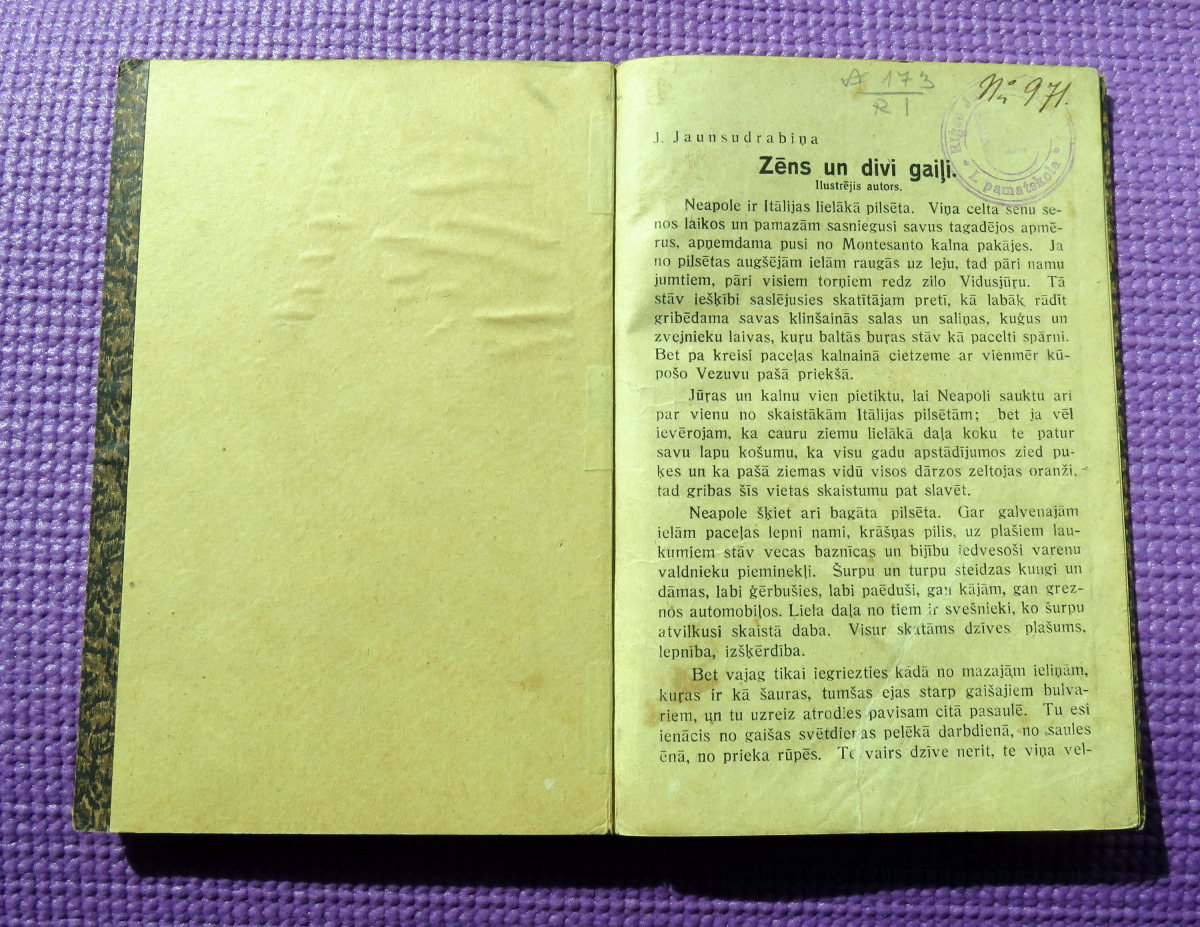 A 173
R I
No 971.
Rīgas
I. pamatskola
J. Jaunsudrabiņa
Zēns un divi gaiļi.
Ilustrējis autors.
Neapole ir Itālijas lielākā pilsēta. Viņa celta senu se-
nos laikos un pamazām sasniegusi savus tagadējos apmē-
rus, apņemdama pusi no Montesanto kalna pakājes. Ja
no pilsētas augšējām ielām raugās uz leju, tad pāri namu
jumtiem, pāri visiem torņiem redz zilo Vidusjūŗu. Tā
stāv iešķībi saslējusies skatītājam pretī, kā labāk rādīt
gribēdama savas klinšainās salas un saliņas, kuģus un
zvejnieku laivas, kuŗu baltās buŗas stāv kā pacelti spārni.
Bet pa kreisi paceļas kalnainā cietzeme ar vienmēr kū-
pošo Vezuvu pašā priekšā.
Jūŗas un kalnu vien pietiktu, lai Neapoli sauktu ari
par vienu no skaistākām Itālijas pilsētām; bet ja vēl
ievērojam, ka cauru ziemu lielākā daļa koku te patur
savu lapu košumu, ka visu gadu apstādījumos zied pu-
ķes un ka pašā ziemas vidū visos dārzos zeltojas oranži,
tad gribas šīs vietas skaistumu pat slavēt.
Neapole šķiet ari bagāta pilsēta. Gar galvenajām
ielām paceļas lepni nami, krāšņas pilis, uz plašiem lau-
kumiem stāv vecas baznīcas un bijību iedvesoši varenu
valdnieku pieminekļi. Šurpu un turpu steidzas kungi un
dāmas, labi ģērbušies, labi paēduši, gan kājām, gan grez-
nos automobiļos. Liela daļa no tiem ir svešnieki, ko šurpu
atvilkusi skaistā daba. Visur skatāms dzīves plašums,
lepnība, izšķērdība.
Bet vajag tikai iegriezties kādā no mazajām ieliņām,
kuŗas ir kā šauras, tumšas ejas starp gaišajiem bulva-
riem, un tu uzreiz atrodies pavisam citā pasaulē. Tu esi
ienācis no gaišas svētdienas pelēkā darbdienā, no saules
ēnā, no prieka rūpēs. Te vairs dzīve nerit, te viņa vel-